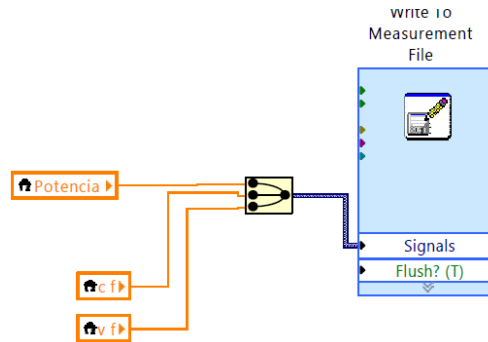 Write To
Measurement
File
Potencia
Signals
c f
Flush? (T)
v f